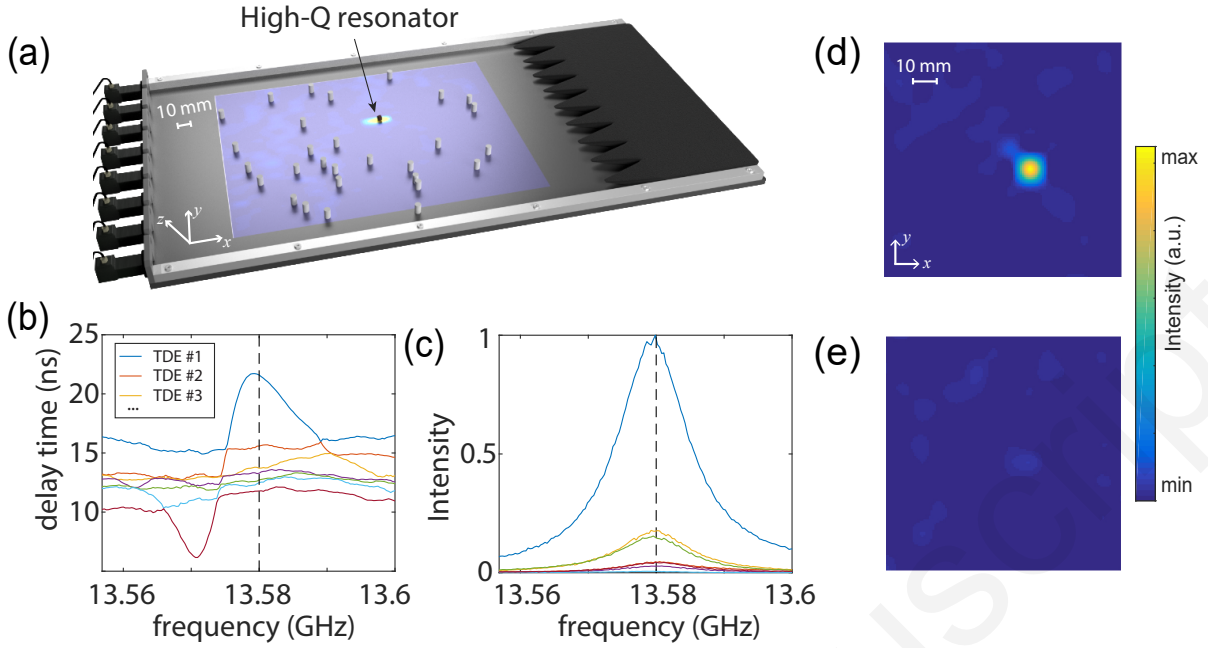 High-Q resonator
(a)
10 mm
z
y
x
(b)
delay time (ns)
25
20
15
10
TDE #1
TDE #2
TDE #3
...
13.56
13.58
13.6
frequency (GHz)
(c)
Intensity
1
0.5
0
13.56
13.58
13.6
frequency (GHz)
(d)
10 mm
y
x
(e)
max
Intensity (a.u.)
min
uscript